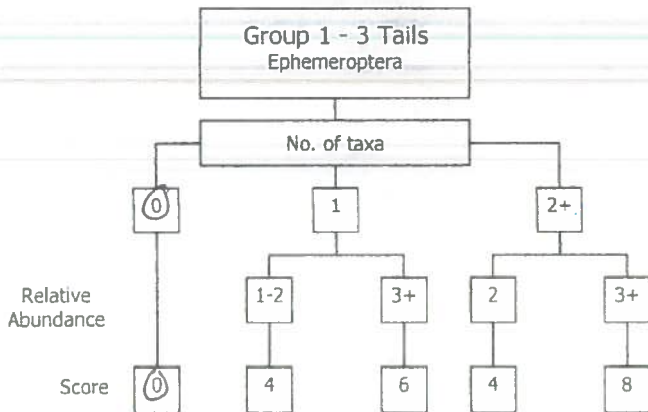 Group 1 - 3 Tails
Ephemeroptera
No. of taxa
0 1 2+
Relative
Abundance
1-2 3+ 2 3+
Score
0 4 6 4 8